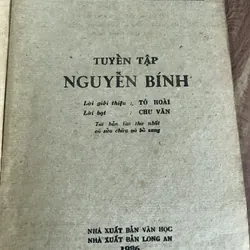 TUYỂN TẬP
NGUYỄN BÍNH
Lời giới thiệu : TÔ HOÀI
Lời bạt : CHU VĂN
Tái bản lần thứ nhất
có sửa chữa và bổ sung
NHÀ XUẤT BẢN VĂN HỌC
NHÀ XUẤT BẢN LONG AN
1986